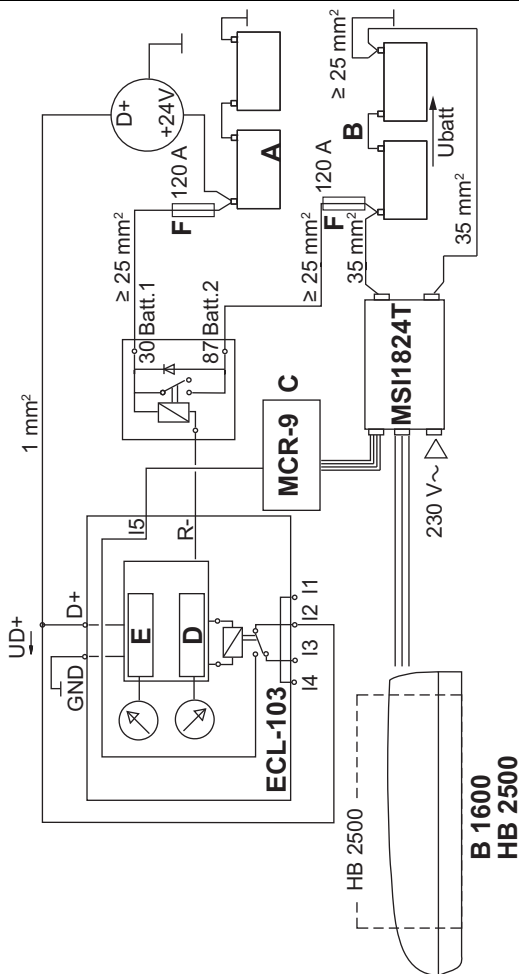 D+
+24V
A
120 A
F
≥ 25 mm²
≥ 25 mm²
B
Ubatt
120 A
F
≥ 25 mm²
35 mm²
35 mm²
30 Batt.1
87 Batt.2
1 mm²
MCR-9
C
MSI1824T
230 V~
I5
R-
UD+
D+
GND
E
D
I1
I2
I3
I4
ECL-103
HB 2500
B 1600
HB 2500